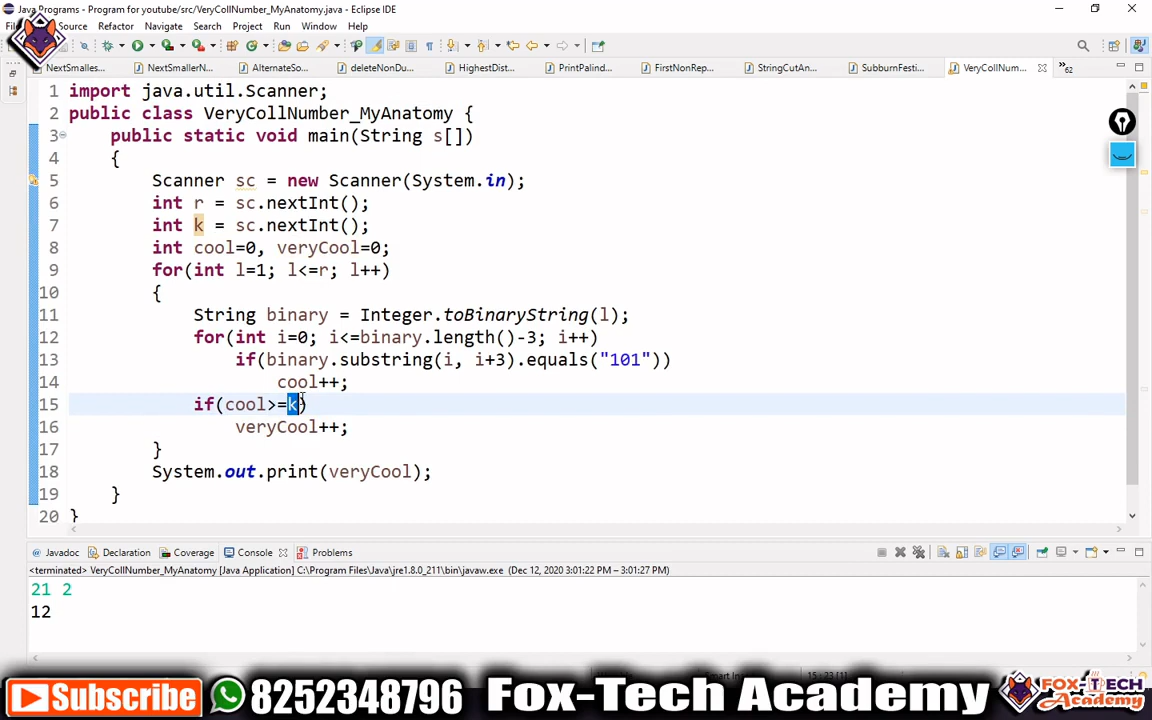 Java Programs - Program for youtube/src/VeryCollNumber_MyAnatomy.java - Eclipse IDE
Source Refactor Navigate Search Project Run Window Help
NextSmalles... NextSmallerN... AlternateSo... deleteNonDu... HighestDist... PrintPalind... FirstNonRep... StringCutAn... SubburnFesti... VeryCollNum... 62
1 import java.util.Scanner;
2 public class VeryCollNumber_MyAnatomy {
3 public static void main(String s[])
4 {
5 Scanner sc = new Scanner(System.in);
6 int r = sc.nextInt();
7 int k = sc.nextInt();
8 int cool=0, veryCool=0;
9 for(int l=1; l<=r; l++)
10 {
11 String binary = Integer.toBinaryString(l);
12 for(int i=0; i<=binary.length()-3; i++)
13 if(binary.substring(i, i+3).equals("101"))
14 cool++;
15 if(cool>=k)
16 veryCool++;
17 }
18 System.out.print(veryCool);
19 }
20 }
Javadoc Declaration Coverage Console Problems
<terminated> VeryCollNumber_MyAnatomy [Java Application] C:\Program Files\Java\jre1.8.0_211\bin\javaw.exe (Dec 12, 2020 3:01:22 PM – 3:01:27 PM)
21 2
12
Subscribe 8252348796 Fox-Tech Academy FOX-TECH Academy